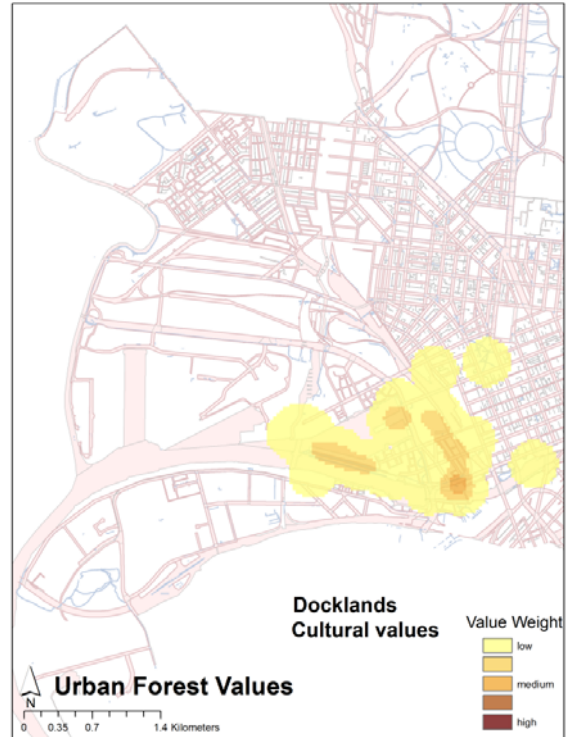 Docklands
Cultural values
Value Weight
low
medium
high
N
Urban Forest Values
0 0.35 0.7 1.4 Kilometers